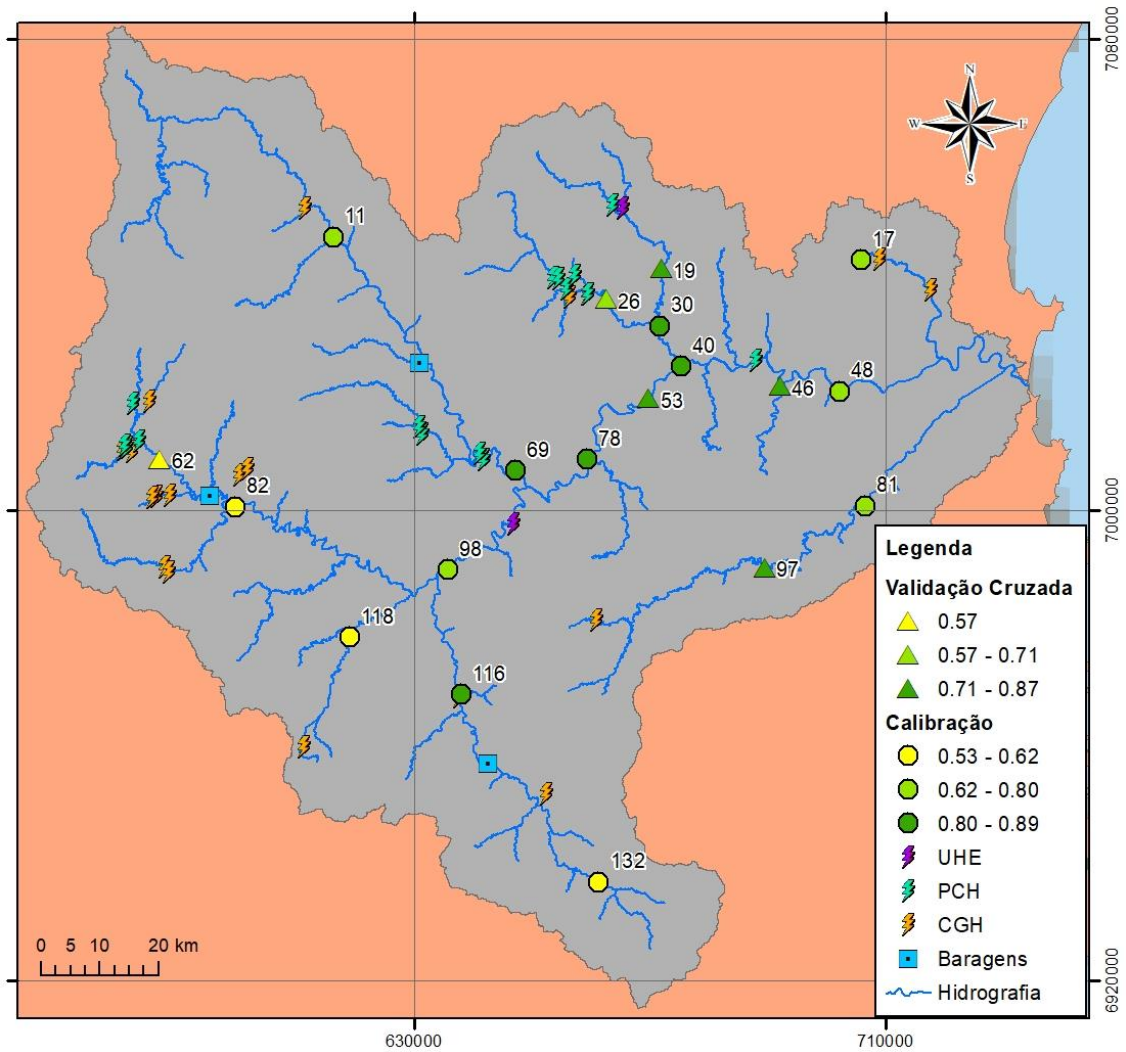 7080000
N
W E
S
11
17
19
26
30
40
48
46
53
78
69
62
82
81
7000000
98
97
118
116
132
Legenda
Validação Cruzada
0.57
0.57 - 0.71
0.71 - 0.87
Calibração
0.53 - 0.62
0.62 - 0.80
0.80 - 0.89
UHE
PCH
CGH
Baragens
Hidrografia
0 5 10 20 km
6920000
630000 710000